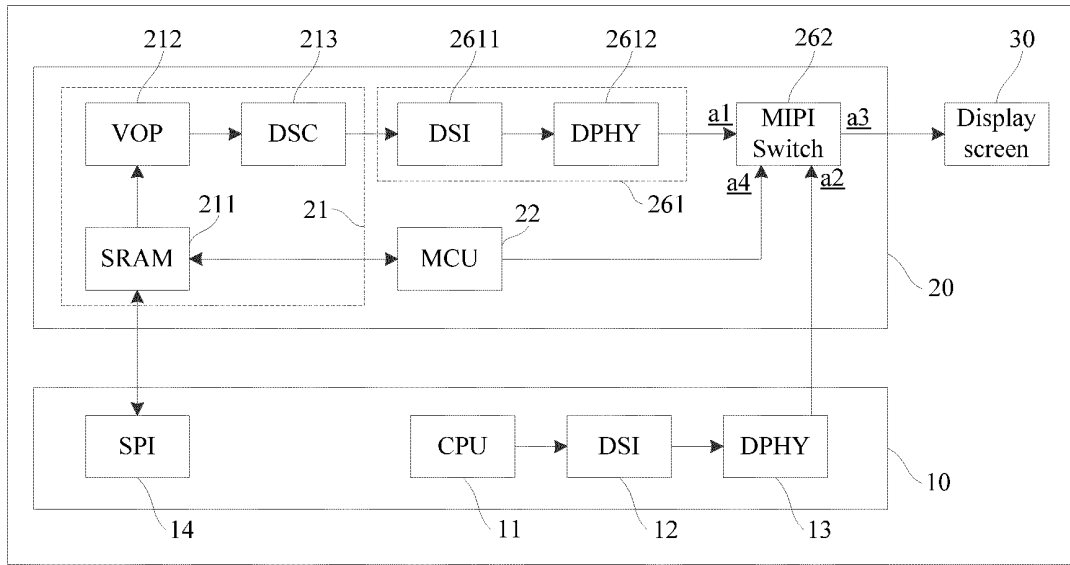 212
213
2611
2612
262
30
VOP
DSC
DSI
DPHY
a1
MIPI
Switch
a3
Display
screen
a4
a2
211
21
22
261
SRAM
MCU
20
SPI
CPU
DSI
DPHY
10
14
11
12
13